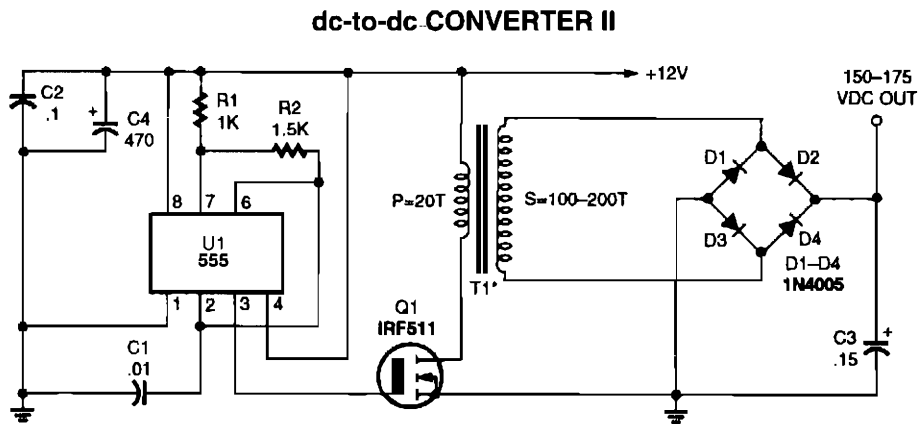 dc-to-dc CONVERTER II
+12V
150–175
VDC OUT
C2
.1
+
C4
470
R1
1K
R2
1.5K
8
7
6
U1
555
1
2
3
4
C1
.01
P=20T
S=100–200T
T1*
Q1
IRF511
D1
D2
D3
D4
D1–D4
1N4005
C3
.15
+